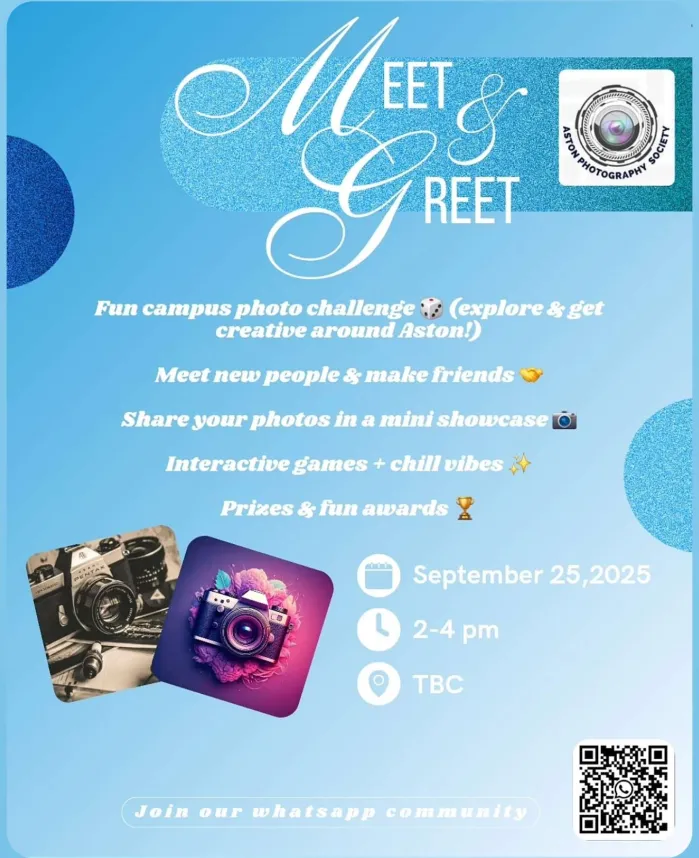 MEET &
GREET
ASTON PHOTOGRAPHY SOCIETY
Fun campus photo challenge 🎲 (explore & get
creative around Aston!)
Meet new people & make friends 🤝
Share your photos in a mini showcase 📷
Interactive games + chill vibes ✨
Prizes & fun awards 🏆
PENTAX
September 25,2025
2-4 pm
TBC
Join our whatsapp community